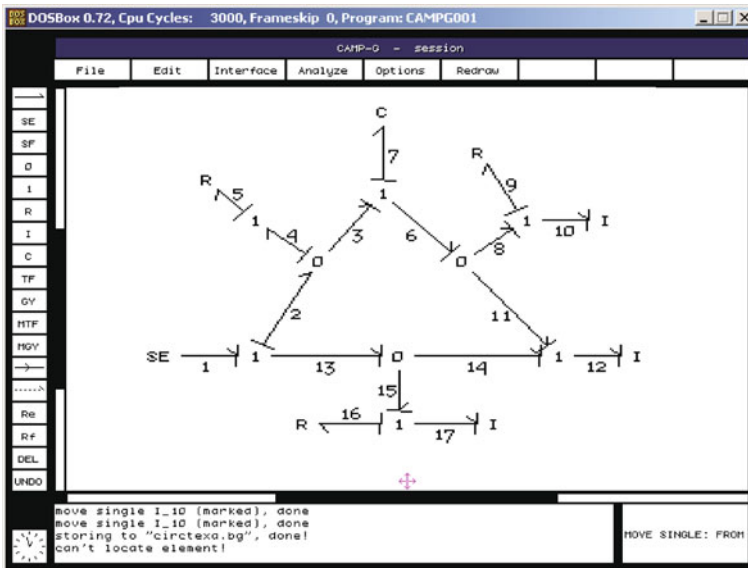 DOS BOX DOSBox 0.72, Cpu Cycles: 3000, Frameskip 0, Program: CAMPG001
CAMP-G - session
File Edit Interface Analyze Options Redraw
SE
SF
0
1
R
I
C
TF
GY
MTF
MGY
Re
Rf
DEL
UNDO
C
7
R 5 1 4 0 3 1 6 0 8 1 10 I
R 9
2 11
SE 1 1 13 0 14 1 12 I
15
R 16 1 17 I
move single I_10 (marked), done
move single I_10 (marked), done
storing to "circtexa.bg", done!
can't locate element!
MOVE SINGLE: FROM